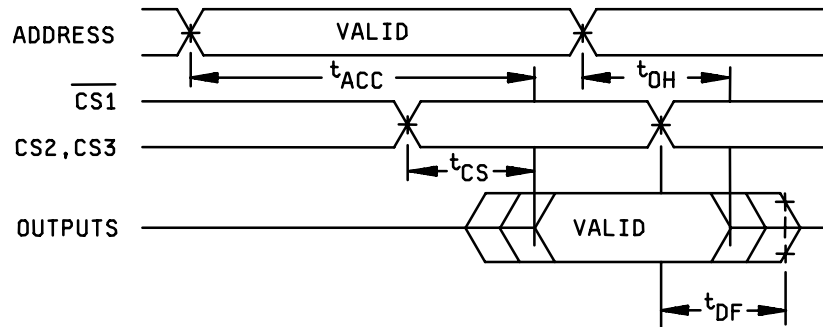 ADDRESS
VALID
tACC
tOH
CS1
CS2,CS3
tCS
OUTPUTS
VALID
tDF